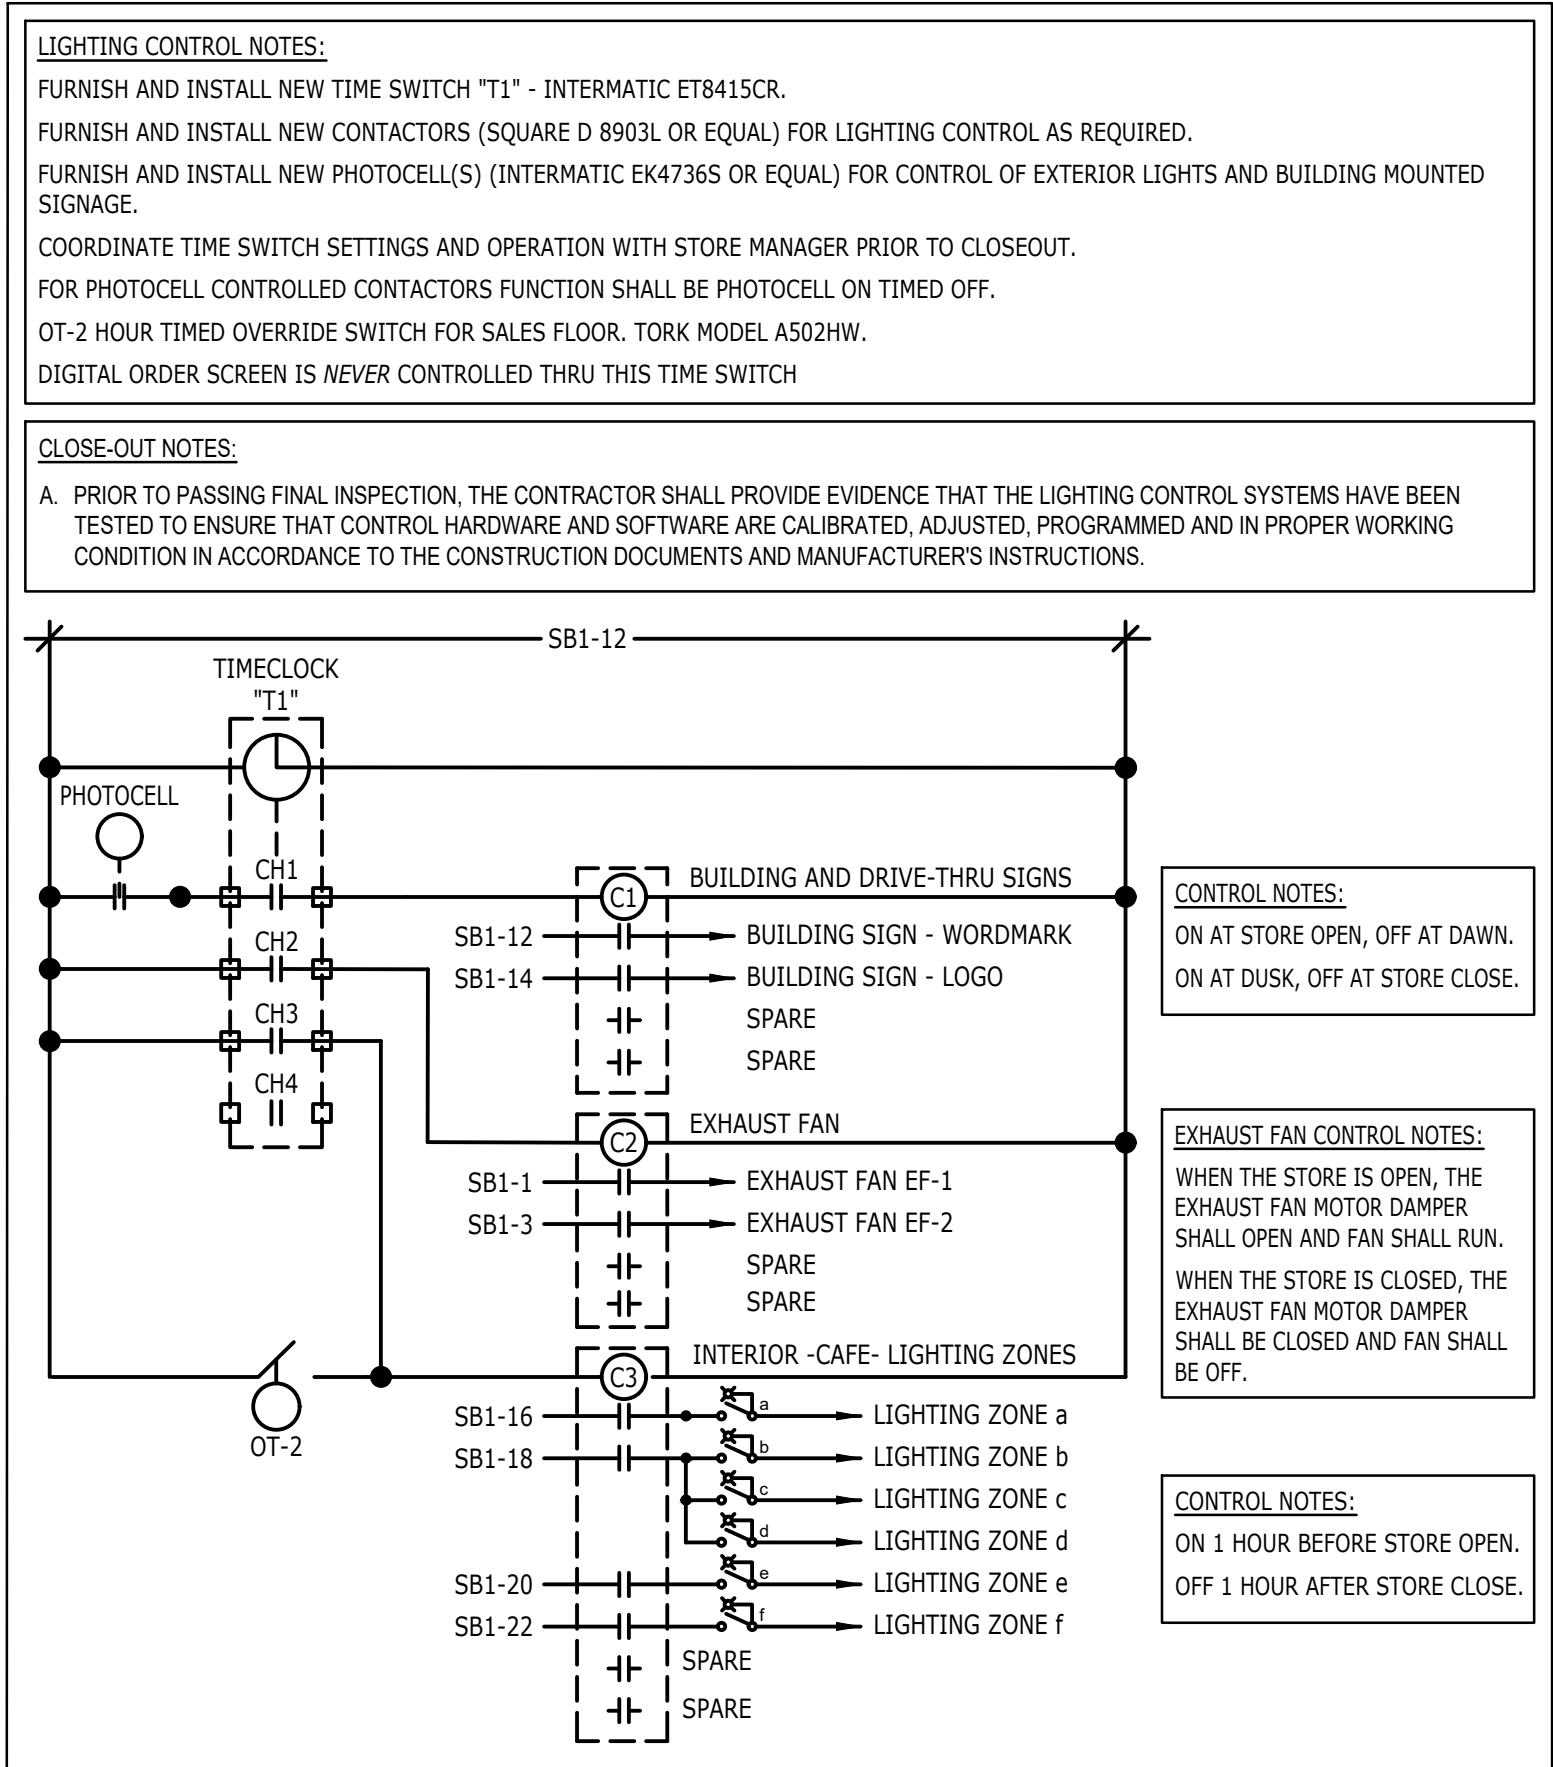 LIGHTING CONTROL NOTES:
FURNISH AND INSTALL NEW TIME SWITCH "T1" - INTERMATIC ET8415CR.
FURNISH AND INSTALL NEW CONTACTORS (SQUARE D 8903L OR EQUAL) FOR LIGHTING CONTROL AS REQUIRED.
FURNISH AND INSTALL NEW PHOTOCELL(S) (INTERMATIC EK4736S OR EQUAL) FOR CONTROL OF EXTERIOR LIGHTS AND BUILDING MOUNTED
SIGNAGE.
COORDINATE TIME SWITCH SETTINGS AND OPERATION WITH STORE MANAGER PRIOR TO CLOSEOUT.
FOR PHOTOCELL CONTROLLED CONTACTORS FUNCTION SHALL BE PHOTOCELL ON TIMED OFF.
OT-2 HOUR TIMED OVERRIDE SWITCH FOR SALES FLOOR. TORK MODEL A502HW.
DIGITAL ORDER SCREEN IS NEVER CONTROLLED THRU THIS TIME SWITCH
CLOSE-OUT NOTES:
A. PRIOR TO PASSING FINAL INSPECTION, THE CONTRACTOR SHALL PROVIDE EVIDENCE THAT THE LIGHTING CONTROL SYSTEMS HAVE BEEN
TESTED TO ENSURE THAT CONTROL HARDWARE AND SOFTWARE ARE CALIBRATED, ADJUSTED, PROGRAMMED AND IN PROPER WORKING
CONDITION IN ACCORDANCE TO THE CONSTRUCTION DOCUMENTS AND MANUFACTURER'S INSTRUCTIONS.
SB1-12
TIMECLOCK
"T1"
PHOTOCELL
CH1
CH2
CH3
CH4
OT-2
C1
BUILDING AND DRIVE-THRU SIGNS
SB1-12
BUILDING SIGN - WORDMARK
SB1-14
BUILDING SIGN - LOGO
SPARE
SPARE
C2
EXHAUST FAN
SB1-1
EXHAUST FAN EF-1
SB1-3
EXHAUST FAN EF-2
SPARE
SPARE
C3
INTERIOR -CAFE- LIGHTING ZONES
SB1-16
a
LIGHTING ZONE a
SB1-18
b
LIGHTING ZONE b
c
LIGHTING ZONE c
d
LIGHTING ZONE d
SB1-20
e
LIGHTING ZONE e
SB1-22
f
LIGHTING ZONE f
SPARE
SPARE
CONTROL NOTES:
ON AT STORE OPEN, OFF AT DAWN.
ON AT DUSK, OFF AT STORE CLOSE.
EXHAUST FAN CONTROL NOTES:
WHEN THE STORE IS OPEN, THE
EXHAUST FAN MOTOR DAMPER
SHALL OPEN AND FAN SHALL RUN.
WHEN THE STORE IS CLOSED, THE
EXHAUST FAN MOTOR DAMPER
SHALL BE CLOSED AND FAN SHALL
BE OFF.
CONTROL NOTES:
ON 1 HOUR BEFORE STORE OPEN.
OFF 1 HOUR AFTER STORE CLOSE.